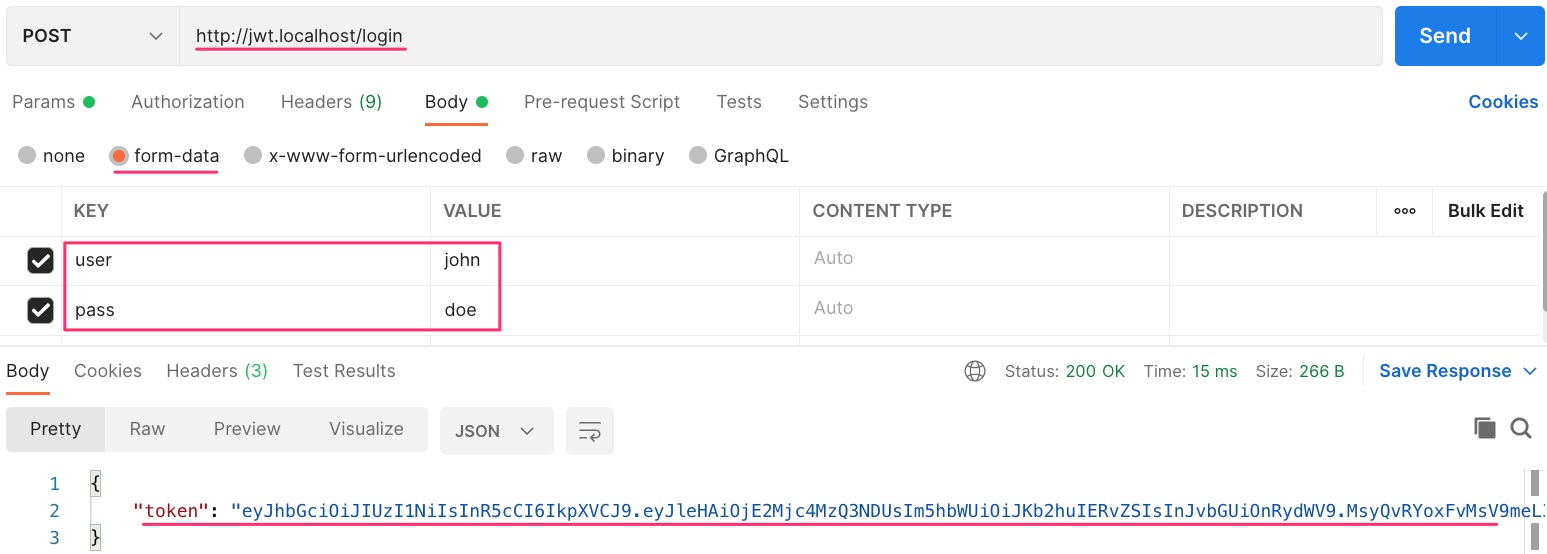 POST http://jwt.localhost/login Send
Params Authorization Headers (9) Body Pre-request Script Tests Settings Cookies
none form-data x-www-form-urlencoded raw binary GraphQL
KEY VALUE CONTENT TYPE DESCRIPTION ooo Bulk Edit
user john Auto
pass doe Auto
Body Cookies Headers (3) Test Results Status: 200 OK Time: 15 ms Size: 266 B Save Response
Pretty Raw Preview Visualize JSON
1 {
2 "token": "eyJhbGciOiJIUzI1NiIsInR5cCI6IkpXVCJ9.eyJleHAiOjE2Mjc4MzQ3NDUsIm5hbWUiOiJKb2huIERvZSIsInJvbGUiOnRydWV9.MsyQvRYoxFvMsV9meL
3 }